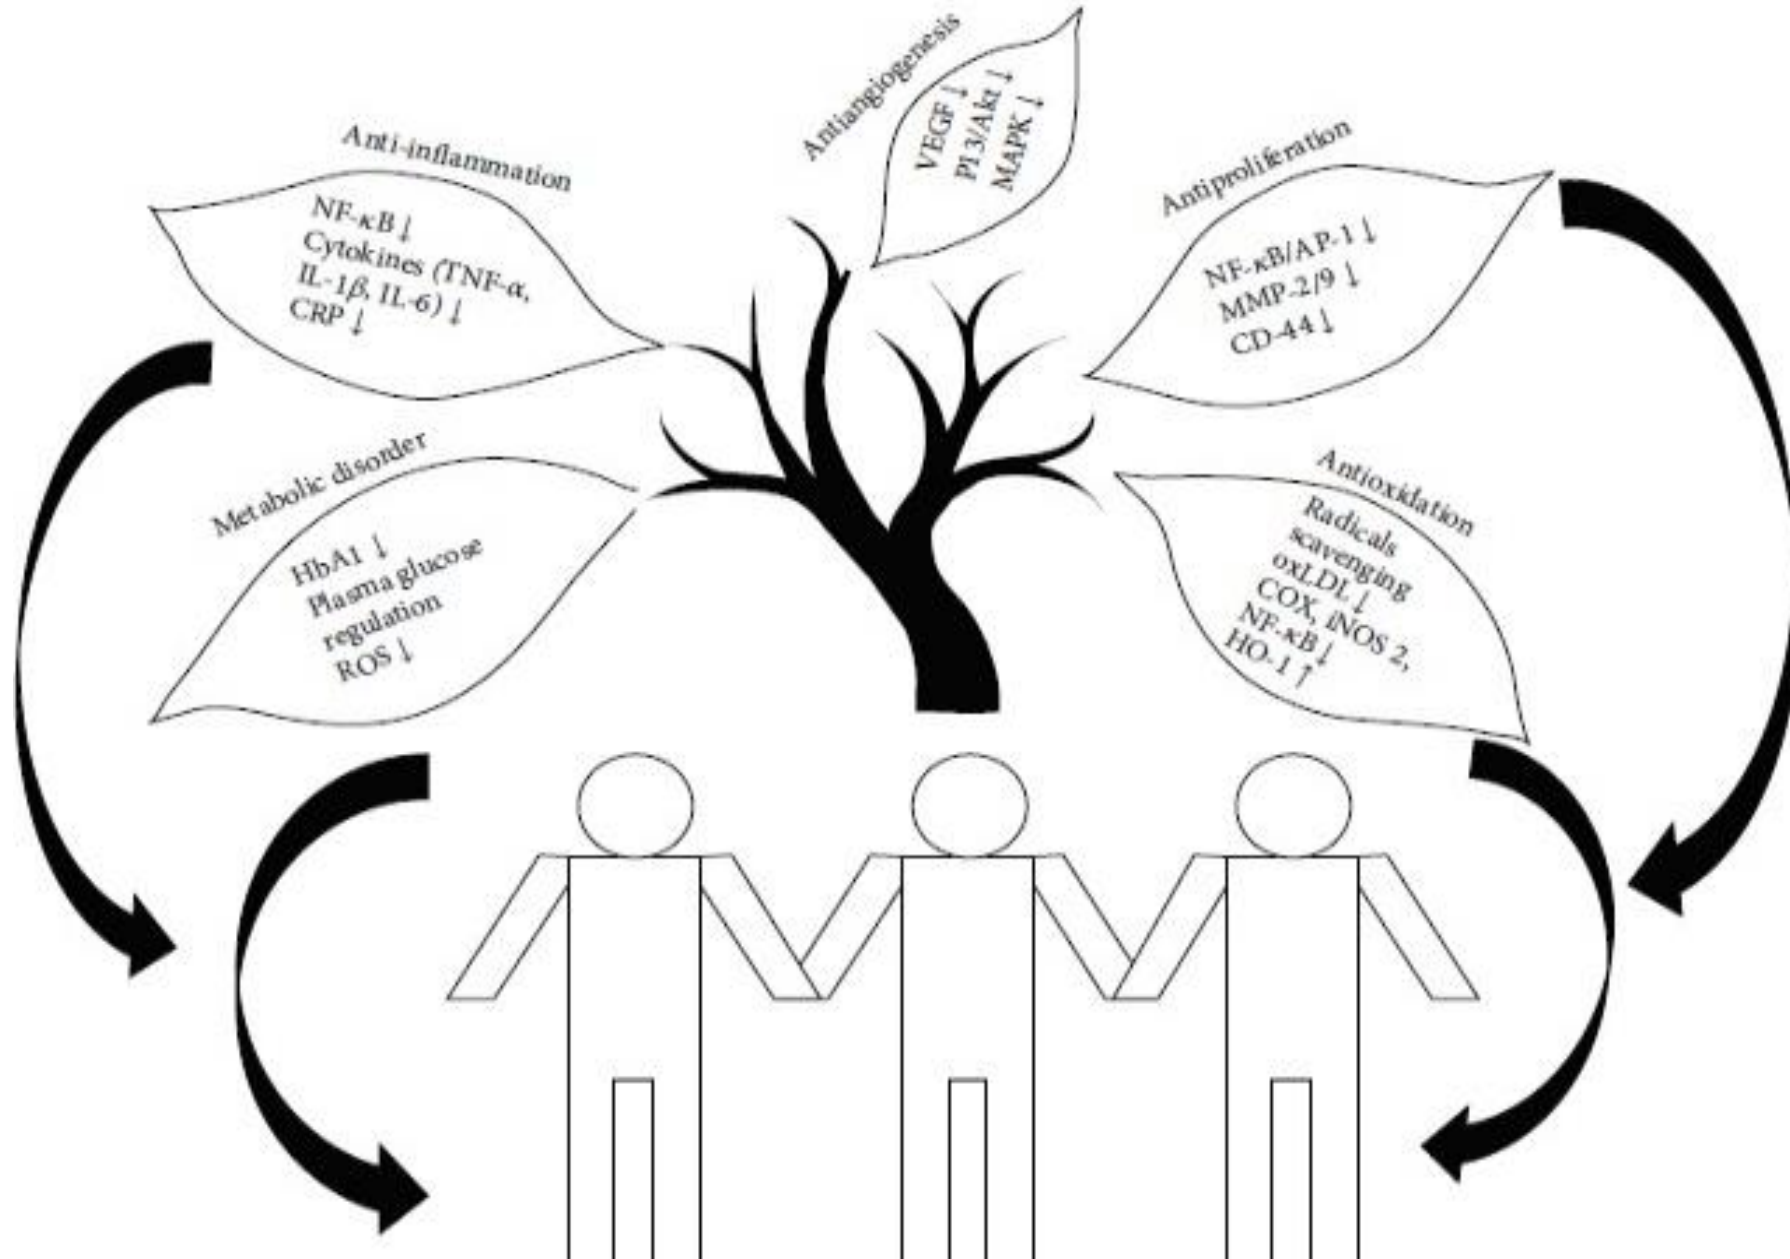 Antiangiogenesis
VEGF ↓
P13/Akt ↓
MAPK ↓
Anti-inflammation
NF-κB ↓
Cytokines (TNF-α,
IL-1β, IL-6) ↓
CRP ↓
Antiproliferation
NF-κB/AP-1 ↓
MMP-2/9 ↓
CD-44 ↓
Metabolic disorder
HbA1 ↓
Plasma glucose
regulation
ROS ↓
Antioxidation
Radicals
scavenging
oxLDL ↓
COX, iNOS 2,
NF-κB ↓
HO-1 ↑